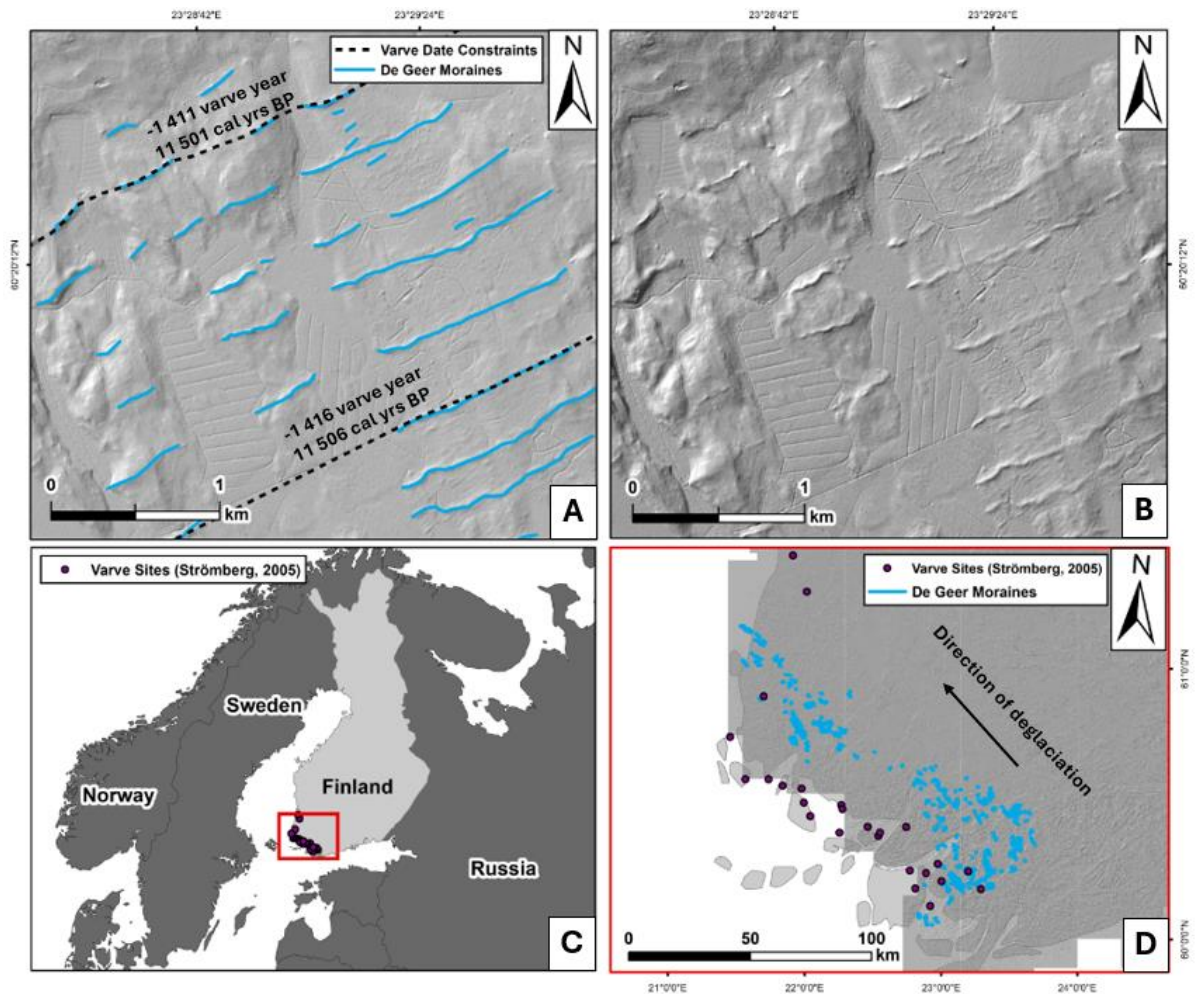 23°28'42"E
23°29'24"E
23°28'42"E
23°29'24"E
Varve Date Constraints
De Geer Moraines
N
-1 411 varve year
11 501 cal yrs BP
60°20'12"N
-1 416 varve year
11 506 cal yrs BP
0
1
km
A
N
60°20'12"N
0
1
km
B
Varve Sites (Strömberg, 2005)
Sweden
Norway
Finland
Russia
C
Varve Sites (Strömberg, 2005)
De Geer Moraines
N
Direction of deglaciation
61°0'0"N
60°0'0"N
0
50
100
km
D
21°0'0"E
22°0'0"E
23°0'0"E
24°0'0"E